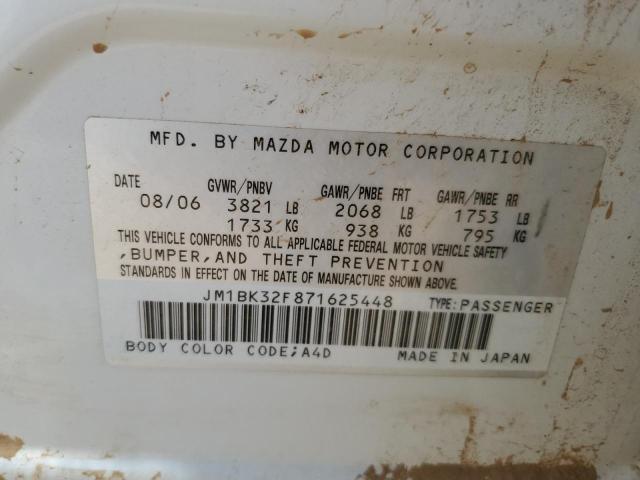 MFD. BY MAZDA MOTOR CORPORATION
DATE GVWR/PNBV GAWR/PNBE FRT GAWR/PNBE RR
08/06 3821 LB 2068 LB 1753 LB
1733 KG 938 KG 795 KG
THIS VEHICLE CONFORMS TO ALL APPLICABLE FEDERAL MOTOR VEHICLE SAFETY
,BUMPER,AND THEFT PREVENTION
STANDARDS IN EFFECT ON THE DATE OF MANUFACTURE SHOWN ABOVE.
JM1BK32F871625448 TYPE:PASSENGER
BODY COLOR CODE;A4D MADE IN JAPAN